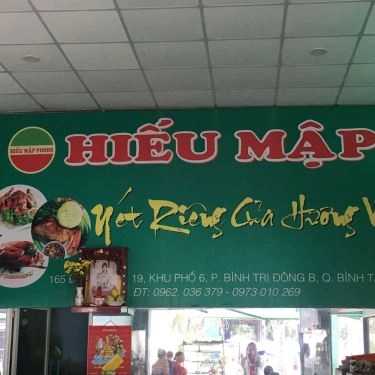 HIẾU MẬP FOODS
HIẾU MẬP
Nét Riêng Của Hương V
165 19, KHU PHỐ 6, P. BÌNH TRỊ ĐÔNG B, Q. BÌNH T
ĐT: 0962. 036 379 - 0973 010 269